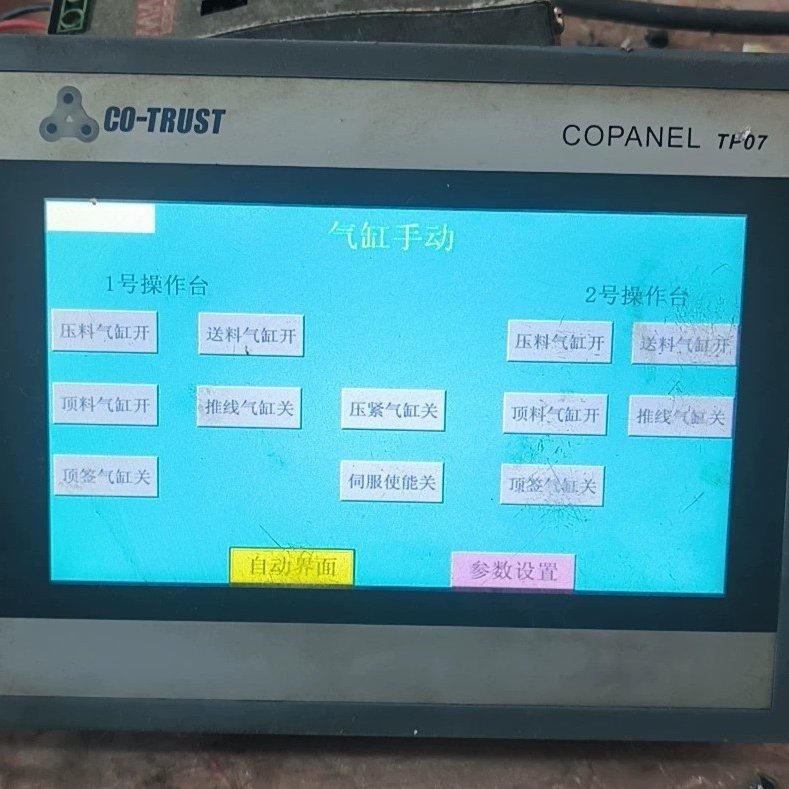 CO-TRUST
COPANEL TP07
气缸手动
1号操作台
2号操作台
压料气缸开 送料气缸开 压料气缸开 送料气缸开
顶料气缸开 推线气缸关 压紧气缸关 顶料气缸开 推线气缸关
顶签气缸关 伺服使能关 顶签气缸关
自动界面 参数设置